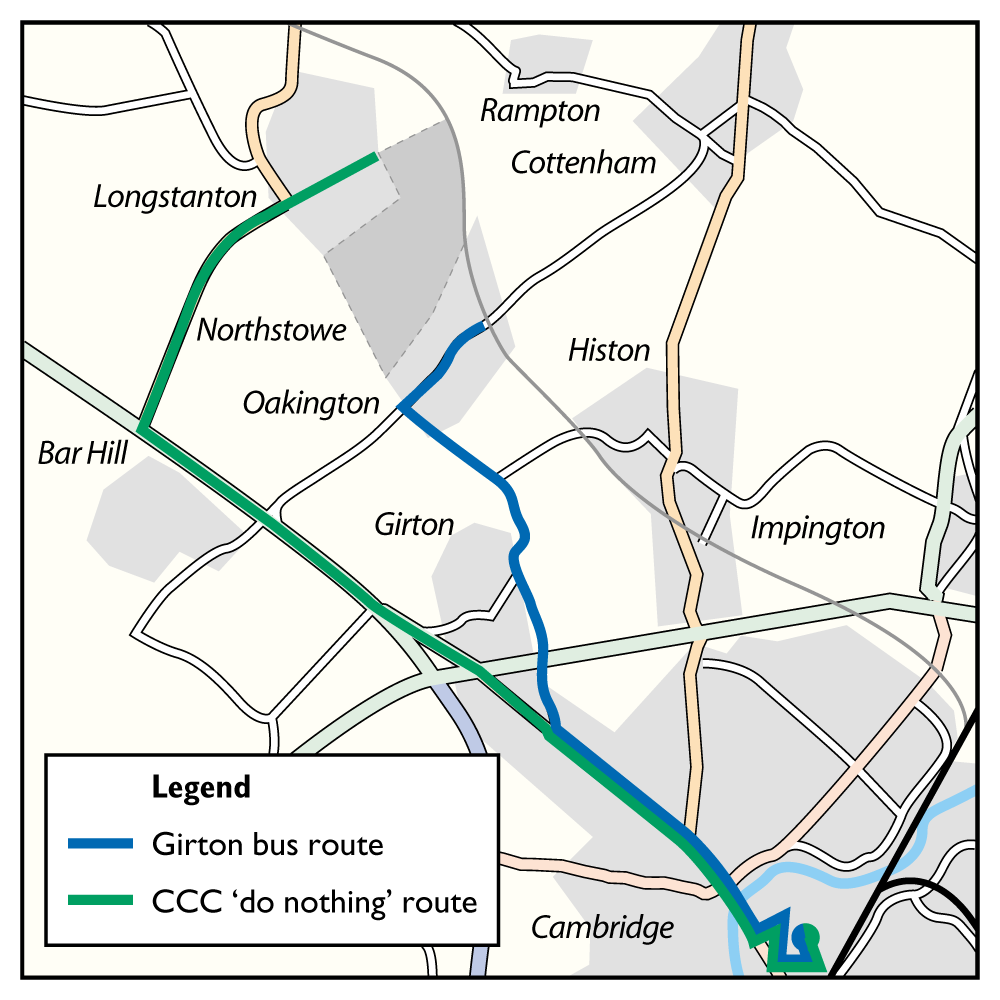 Rampton
Cottenham
Longstanton
Northstowe
Histon
Oakington
Bar Hill
Girton
Impington
Legend
Girton bus route
CCC ‘do nothing’ route
Cambridge